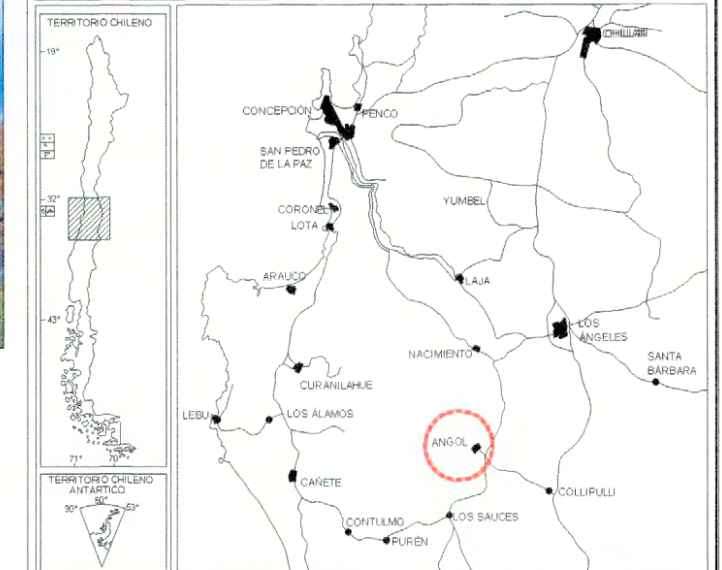 TERRITORIO CHILENO
19°
32°
43°
71°
70°
TERRITORIO CHILENO
ANTARTICO
90°
60°
53°
CHILLAN
CONCEPCIÓN
PENCO
SAN PEDRO
DE LA PAZ
YUMBEL
CORONEL
LOTA
ARAUCO
LAJA
LOS
ÁNGELES
NACIMIENTO
SANTA
BÁRBARA
CURANILAHUE
LEBU
LOS ÁLAMOS
ANGOL
CAÑETE
COLLIPULLI
CONTULMO
LOS SAUCES
PURÉN